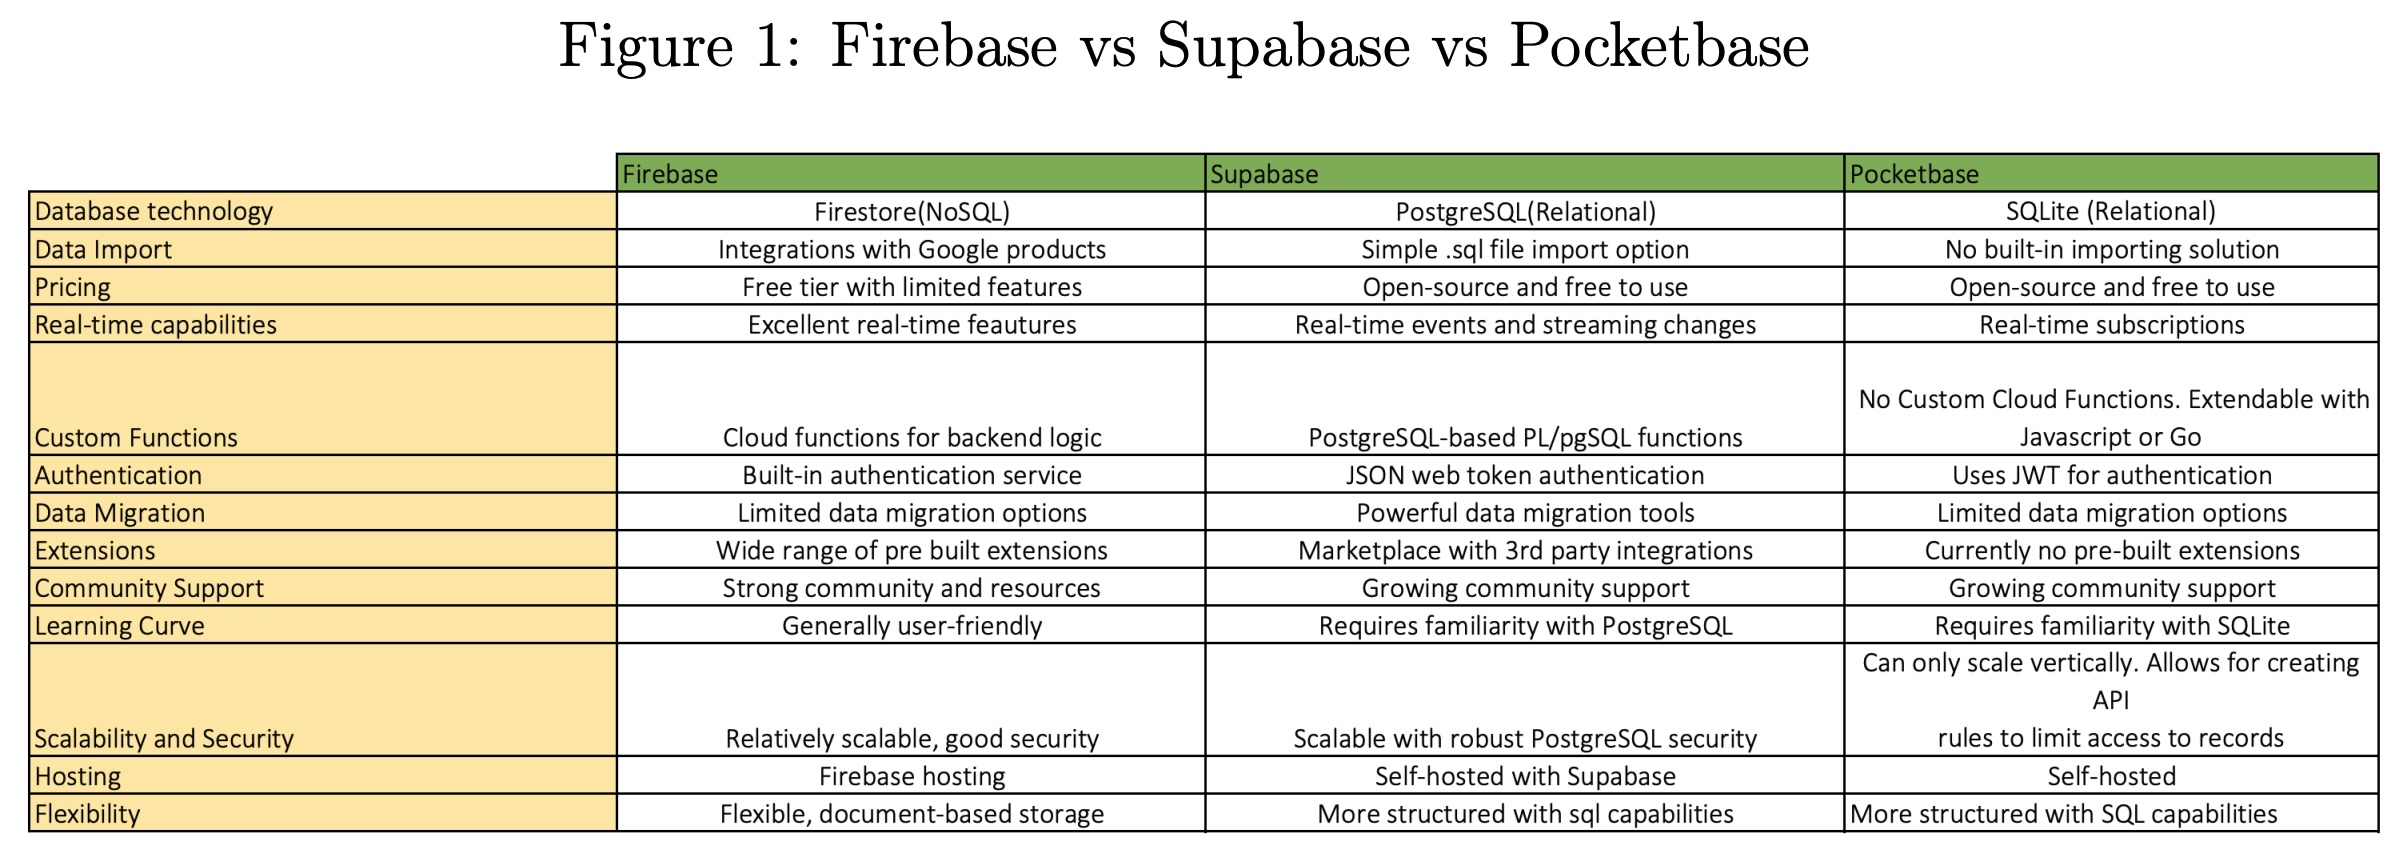 Figure 1: Firebase vs Supabase vs Pocketbase
Firebase Supabase Pocketbase
Database technology Firestore(NoSQL) PostgreSQL(Relational) SQLite (Relational)
Data Import Integrations with Google products Simple .sql file import option No built-in importing solution
Pricing Free tier with limited features Open-source and free to use Open-source and free to use
Real-time capabilities Excellent real-time feautures Real-time events and streaming changes Real-time subscriptions
No Custom Cloud Functions. Extendable with
Custom Functions Cloud functions for backend logic PostgreSQL-based PL/pgSQL functions Javascript or Go
Authentication Built-in authentication service JSON web token authentication Uses JWT for authentication
Data Migration Limited data migration options Powerful data migration tools Limited data migration options
Extensions Wide range of pre built extensions Marketplace with 3rd party integrations Currently no pre-built extensions
Community Support Strong community and resources Growing community support Growing community support
Learning Curve Generally user-friendly Requires familiarity with PostgreSQL Requires familiarity with SQLite
Can only scale vertically. Allows for creating
API
Scalability and Security Relatively scalable, good security Scalable with robust PostgreSQL security rules to limit access to records
Hosting Firebase hosting Self-hosted with Supabase Self-hosted
Flexibility Flexible, document-based storage More structured with sql capabilities More structured with SQL capabilities